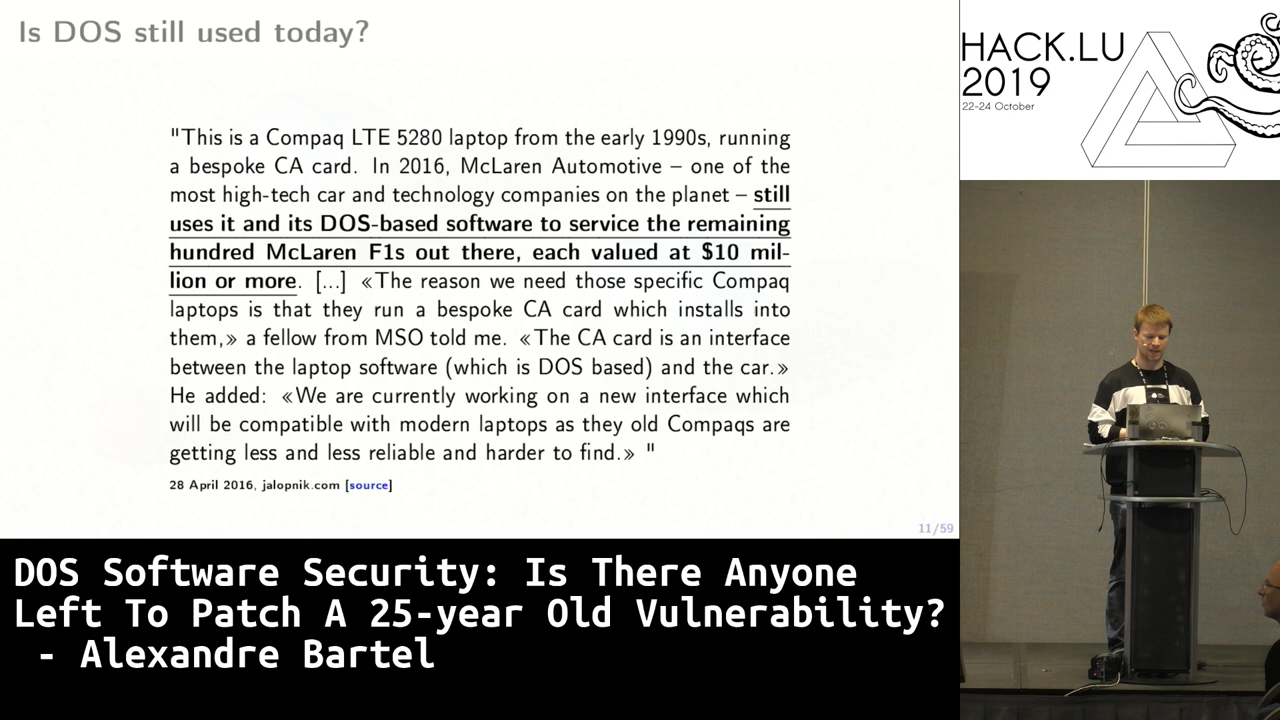 Is DOS still used today?
"This is a Compaq LTE 5280 laptop from the early 1990s, running
a bespoke CA card. In 2016, McLaren Automotive – one of the
most high-tech car and technology companies on the planet – still
uses it and its DOS-based software to service the remaining
hundred McLaren F1s out there, each valued at $10 mil-
lion or more. [...] «The reason we need those specific Compaq
laptops is that they run a bespoke CA card which installs into
them,» a fellow from MSO told me. «The CA card is an interface
between the laptop software (which is DOS based) and the car.»
He added: «We are currently working on a new interface which
will be compatible with modern laptops as they old Compaqs are
getting less and less reliable and harder to find.» "
28 April 2016, jalopnik.com [source]
11/59
HACK.LU
2019
22-24 October
DOS Software Security: Is There Anyone
Left To Patch A 25-year Old Vulnerability?
- Alexandre Bartel